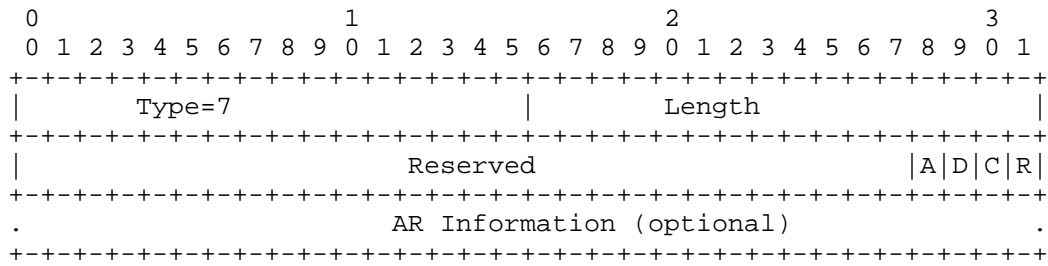 0                   1                   2                   3
 0 1 2 3 4 5 6 7 8 9 0 1 2 3 4 5 6 7 8 9 0 1 2 3 4 5 6 7 8 9 0 1
+-+-+-+-+-+-+-+-+-+-+-+-+-+-+-+-+-+-+-+-+-+-+-+-+-+-+-+-+-+-+-+-+
|       Type=7                  |        Length                 |
+-+-+-+-+-+-+-+-+-+-+-+-+-+-+-+-+-+-+-+-+-+-+-+-+-+-+-+-+-+-+-+-+
|                        Reserved                       |A|D|C|R|
+-+-+-+-+-+-+-+-+-+-+-+-+-+-+-+-+-+-+-+-+-+-+-+-+-+-+-+-+-+-+-+-+
.                       AR Information (optional)               .
+-+-+-+-+-+-+-+-+-+-+-+-+-+-+-+-+-+-+-+-+-+-+-+-+-+-+-+-+-+-+-+-+